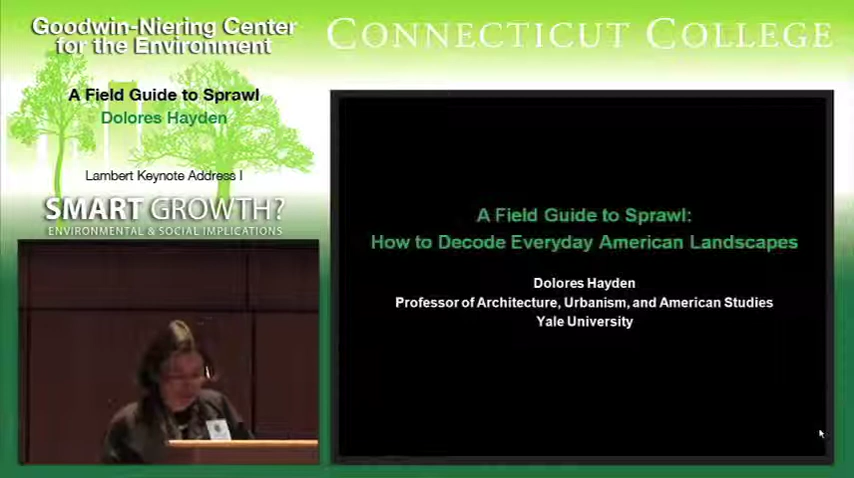 Goodwin-Niering Center
for the Environment
CONNECTICUT COLLEGE
A Field Guide to Sprawl
Dolores Hayden
Lambert Keynote Address I
SMART GROWTH?
ENVIRONMENTAL & SOCIAL IMPLICATIONS
A Field Guide to Sprawl:
How to Decode Everyday American Landscapes
Dolores Hayden
Professor of Architecture, Urbanism, and American Studies
Yale University